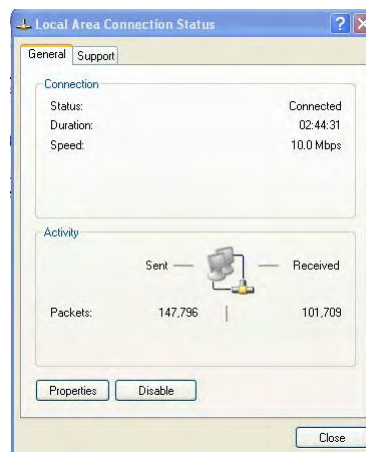 Local Area Connection Status
General Support
Connection
Status: Connected
Duration: 02:44:31
Speed: 10.0 Mbps
Activity
Sent — — Received
Packets: 147,796 | 101,709
Properties Disable
Close